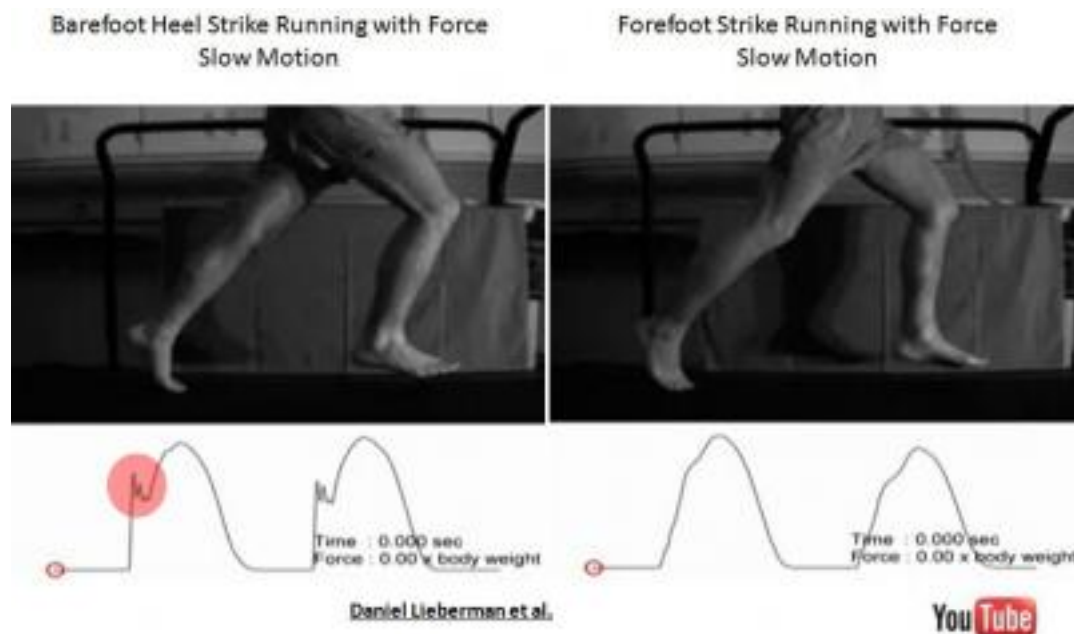 Barefoot Heel Strike Running with Force
Slow Motion
Forefoot Strike Running with Force
Slow Motion
Time : 0.000 sec
Force : 0.00 x body weight
Time : 0.000 sec
Force : 0.00 x body weight
Daniel Lieberman et al.
YouTube